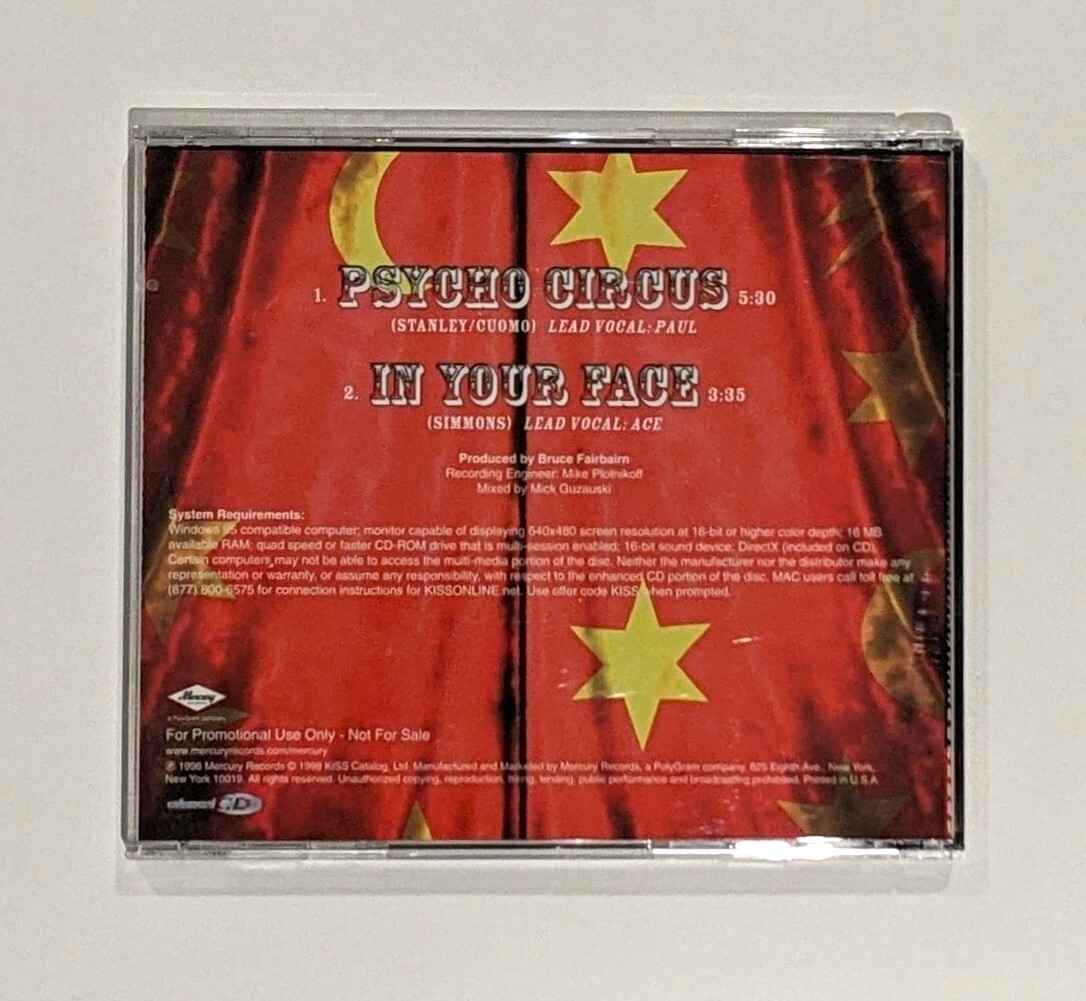 1. PSYCHO CIRCUS 5:30
(STANLEY/CUOMO) LEAD VOCAL: PAUL
2. IN YOUR FACE 3:35
(SIMMONS) LEAD VOCAL: ACE
Produced by Bruce Fairbairn
Recording Engineer: Mike Plotnikoff
Mixed by Mick Guzauski
System Requirements:
Windows 95 compatible computer; monitor capable of displaying 640x480 screen resolution at 16-bit or higher color depth; 16 MB
available RAM; quad speed or faster CD-ROM drive that is multi-session enabled; 16-bit sound device; DirectX (included on CD).
Certain computers may not be able to access the multi-media portion of the disc. Neither the manufacturer nor the distributor make any
representation or warranty, or assume any responsibility, with respect to the enhanced CD portion of the disc. MAC users call toll free at
(877) 800-6575 for connection instructions for KISSONLINE.net. Use offer code KISS when prompted.
Mercury
a PolyGram company
For Promotional Use Only - Not For Sale
www.mercuryrecords.com/mercury
℗ 1998 Mercury Records © 1998 KISS Catalog, Ltd. Manufactured and Marketed by Mercury Records, a PolyGram company, 825 Eighth Ave., New York,
New York 10019. All rights reserved. Unauthorized copying, reproduction, hiring, lending, public performance and broadcasting prohibited. Printed in U.S.A.
enhanced CD